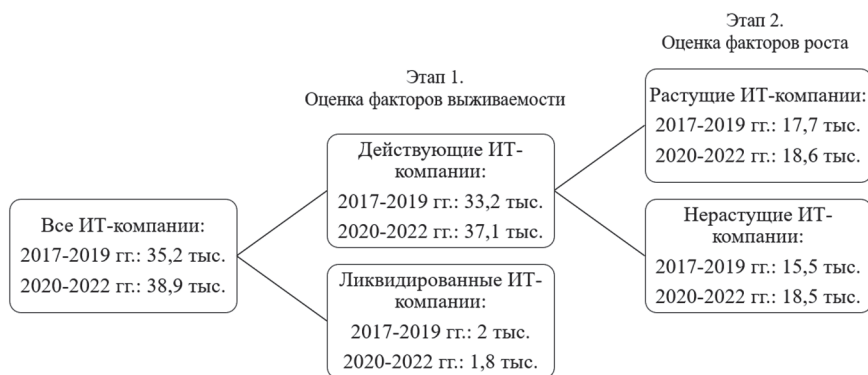 Этап 2.
Оценка факторов роста
Этап 1.
Оценка факторов выживаемости
Растущие ИТ-компании:
2017-2019 гг.: 17,7 тыс.
2020-2022 гг.: 18,6 тыс.
Действующие ИТ-
компании:
2017-2019 гг.: 33,2 тыс.
2020-2022 гг.: 37,1 тыс.
Все ИТ-компании:
2017-2019 гг.: 35,2 тыс.
2020-2022 гг.: 38,9 тыс.
Нерастущие ИТ-
компании:
2017-2019 гг.: 15,5 тыс.
2020-2022 гг.: 18,5 тыс.
Ликвидированные ИТ-
компании:
2017-2019 гг.: 2 тыс.
2020-2022 гг.: 1,8 тыс.